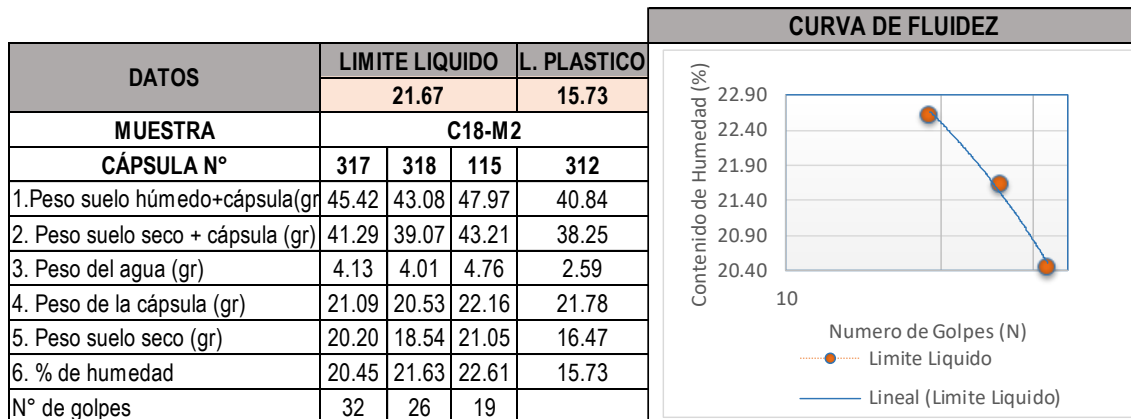 CURVA DE FLUIDEZ
DATOS LIMITE LIQUIDO L. PLASTICO
21.67 15.73
MUESTRA C18-M2
CÁPSULA N° 317 318 115 312
1.Peso suelo húmedo+cápsula(gr 45.42 43.08 47.97 40.84
2. Peso suelo seco + cápsula (gr) 41.29 39.07 43.21 38.25
3. Peso del agua (gr) 4.13 4.01 4.76 2.59
4. Peso de la cápsula (gr) 21.09 20.53 22.16 21.78
5. Peso suelo seco (gr) 20.20 18.54 21.05 16.47
6. % de humedad 20.45 21.63 22.61 15.73
N° de golpes 32 26 19
Contenido de Humedad (%)
22.90
22.40
21.90
21.40
20.90
20.40
10
Numero de Golpes (N)
Limite Liquido
Lineal (Limite Liquido)